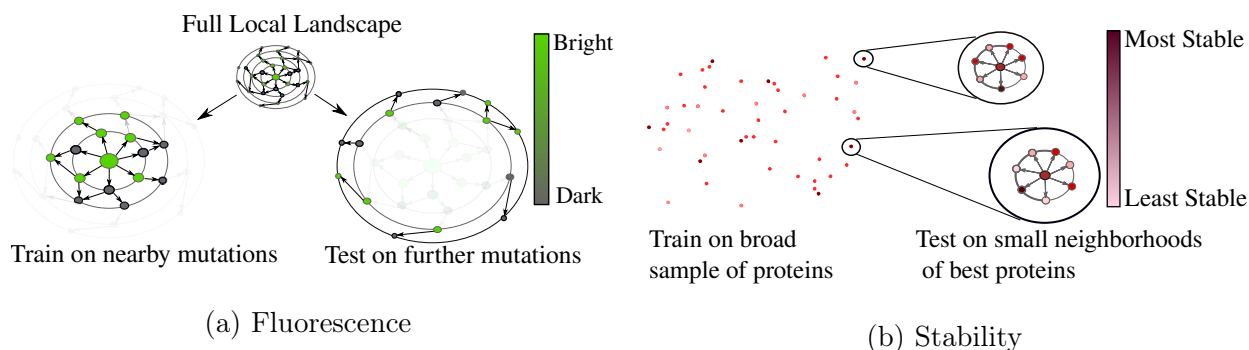 Full Local Landscape
Bright
Dark
Train on nearby mutations
Test on further mutations
(a) Fluorescence
Most Stable
Least Stable
Train on broad
sample of proteins
Test on small neighborhoods
of best proteins
(b) Stability